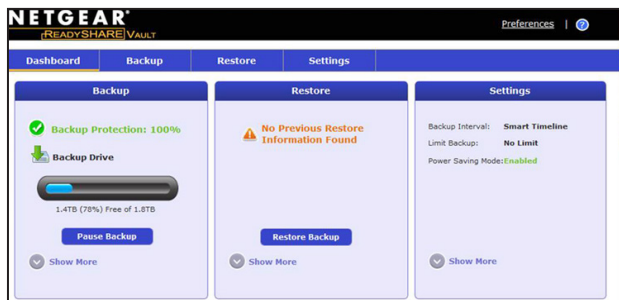 NETGEAR®
READYSHARE VAULT
Preferences |
?
Dashboard Backup Restore Settings
Backup
Backup Protection: 100%
Backup Drive
1.4TB (78%) Free of 1.8TB
Pause Backup
Show More
Restore
No Previous Restore
Information Found
Restore Backup
Show More
Settings
Backup Interval: Smart Timeline
Limit Backup: No Limit
Power Saving Mode: Enabled
Show More